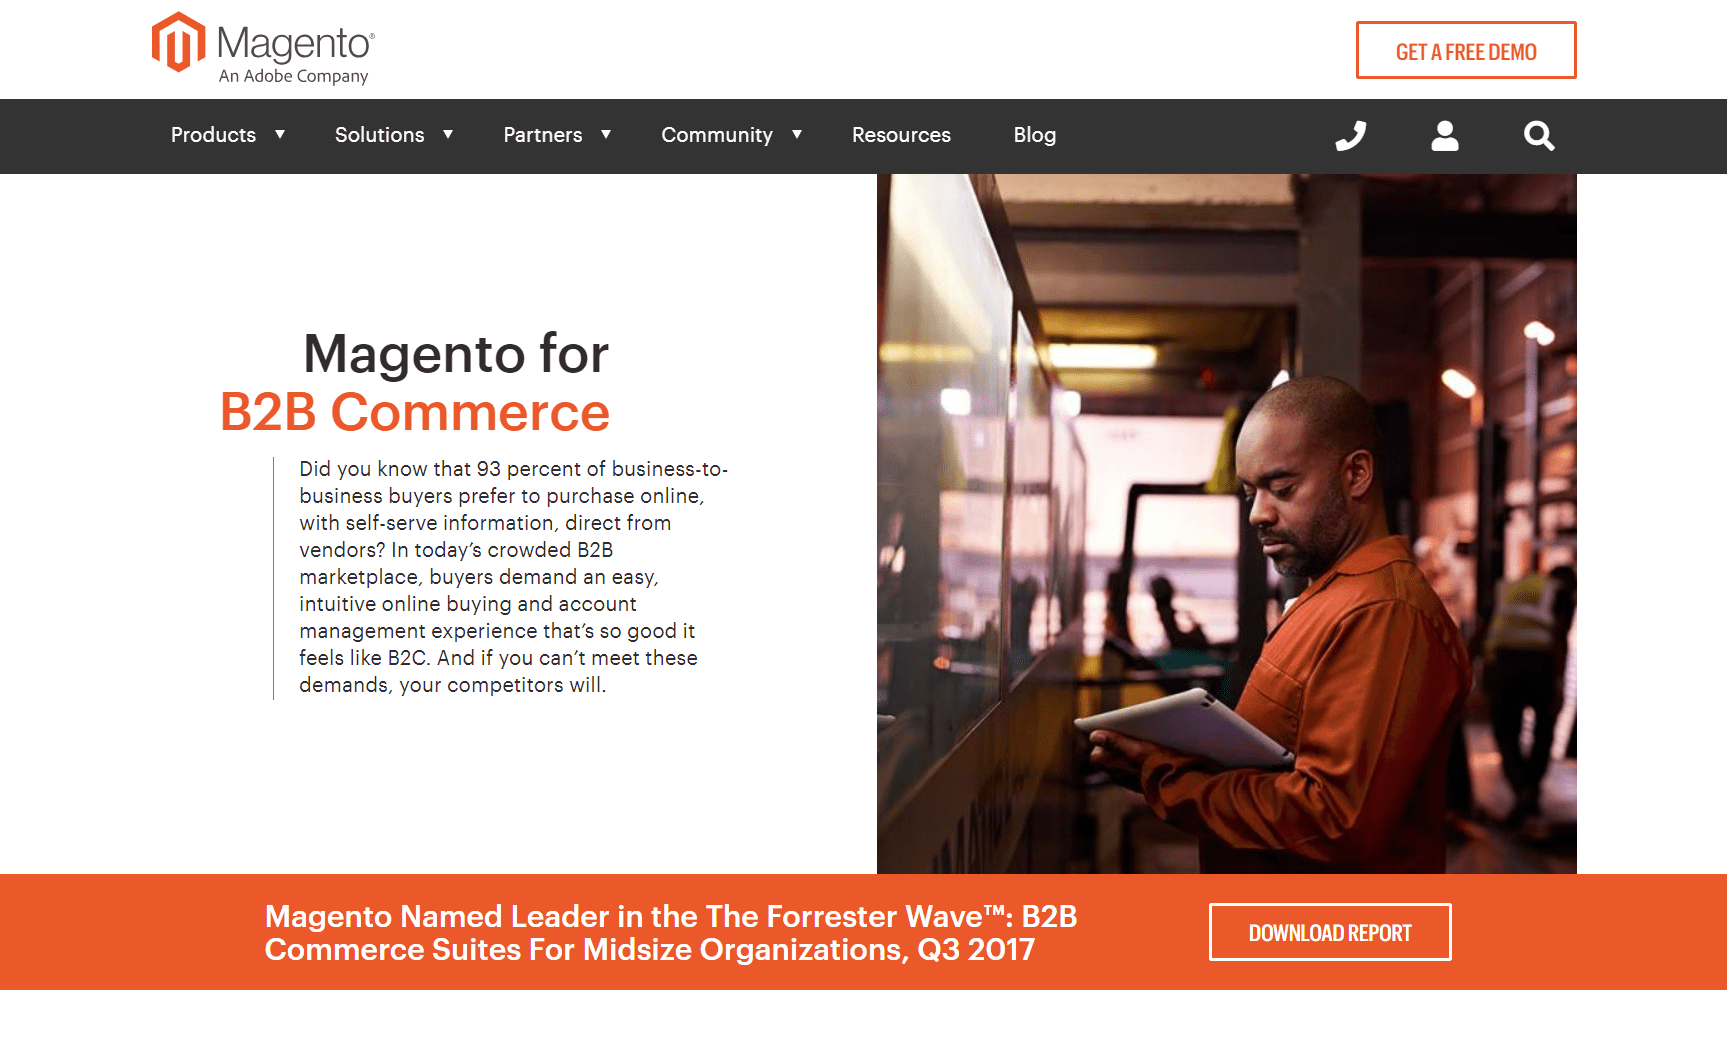 Magento®
An Adobe Company
GET A FREE DEMO
Products
Solutions
Partners
Community
Resources
Blog
Magento for
B2B Commerce
Did you know that 93 percent of business-to-
business buyers prefer to purchase online,
with self-serve information, direct from
vendors? In today’s crowded B2B
marketplace, buyers demand an easy,
intuitive online buying and account
management experience that’s so good it
feels like B2C. And if you can’t meet these
demands, your competitors will.
Magento Named Leader in the The Forrester Wave™: B2B
Commerce Suites For Midsize Organizations, Q3 2017
DOWNLOAD REPORT